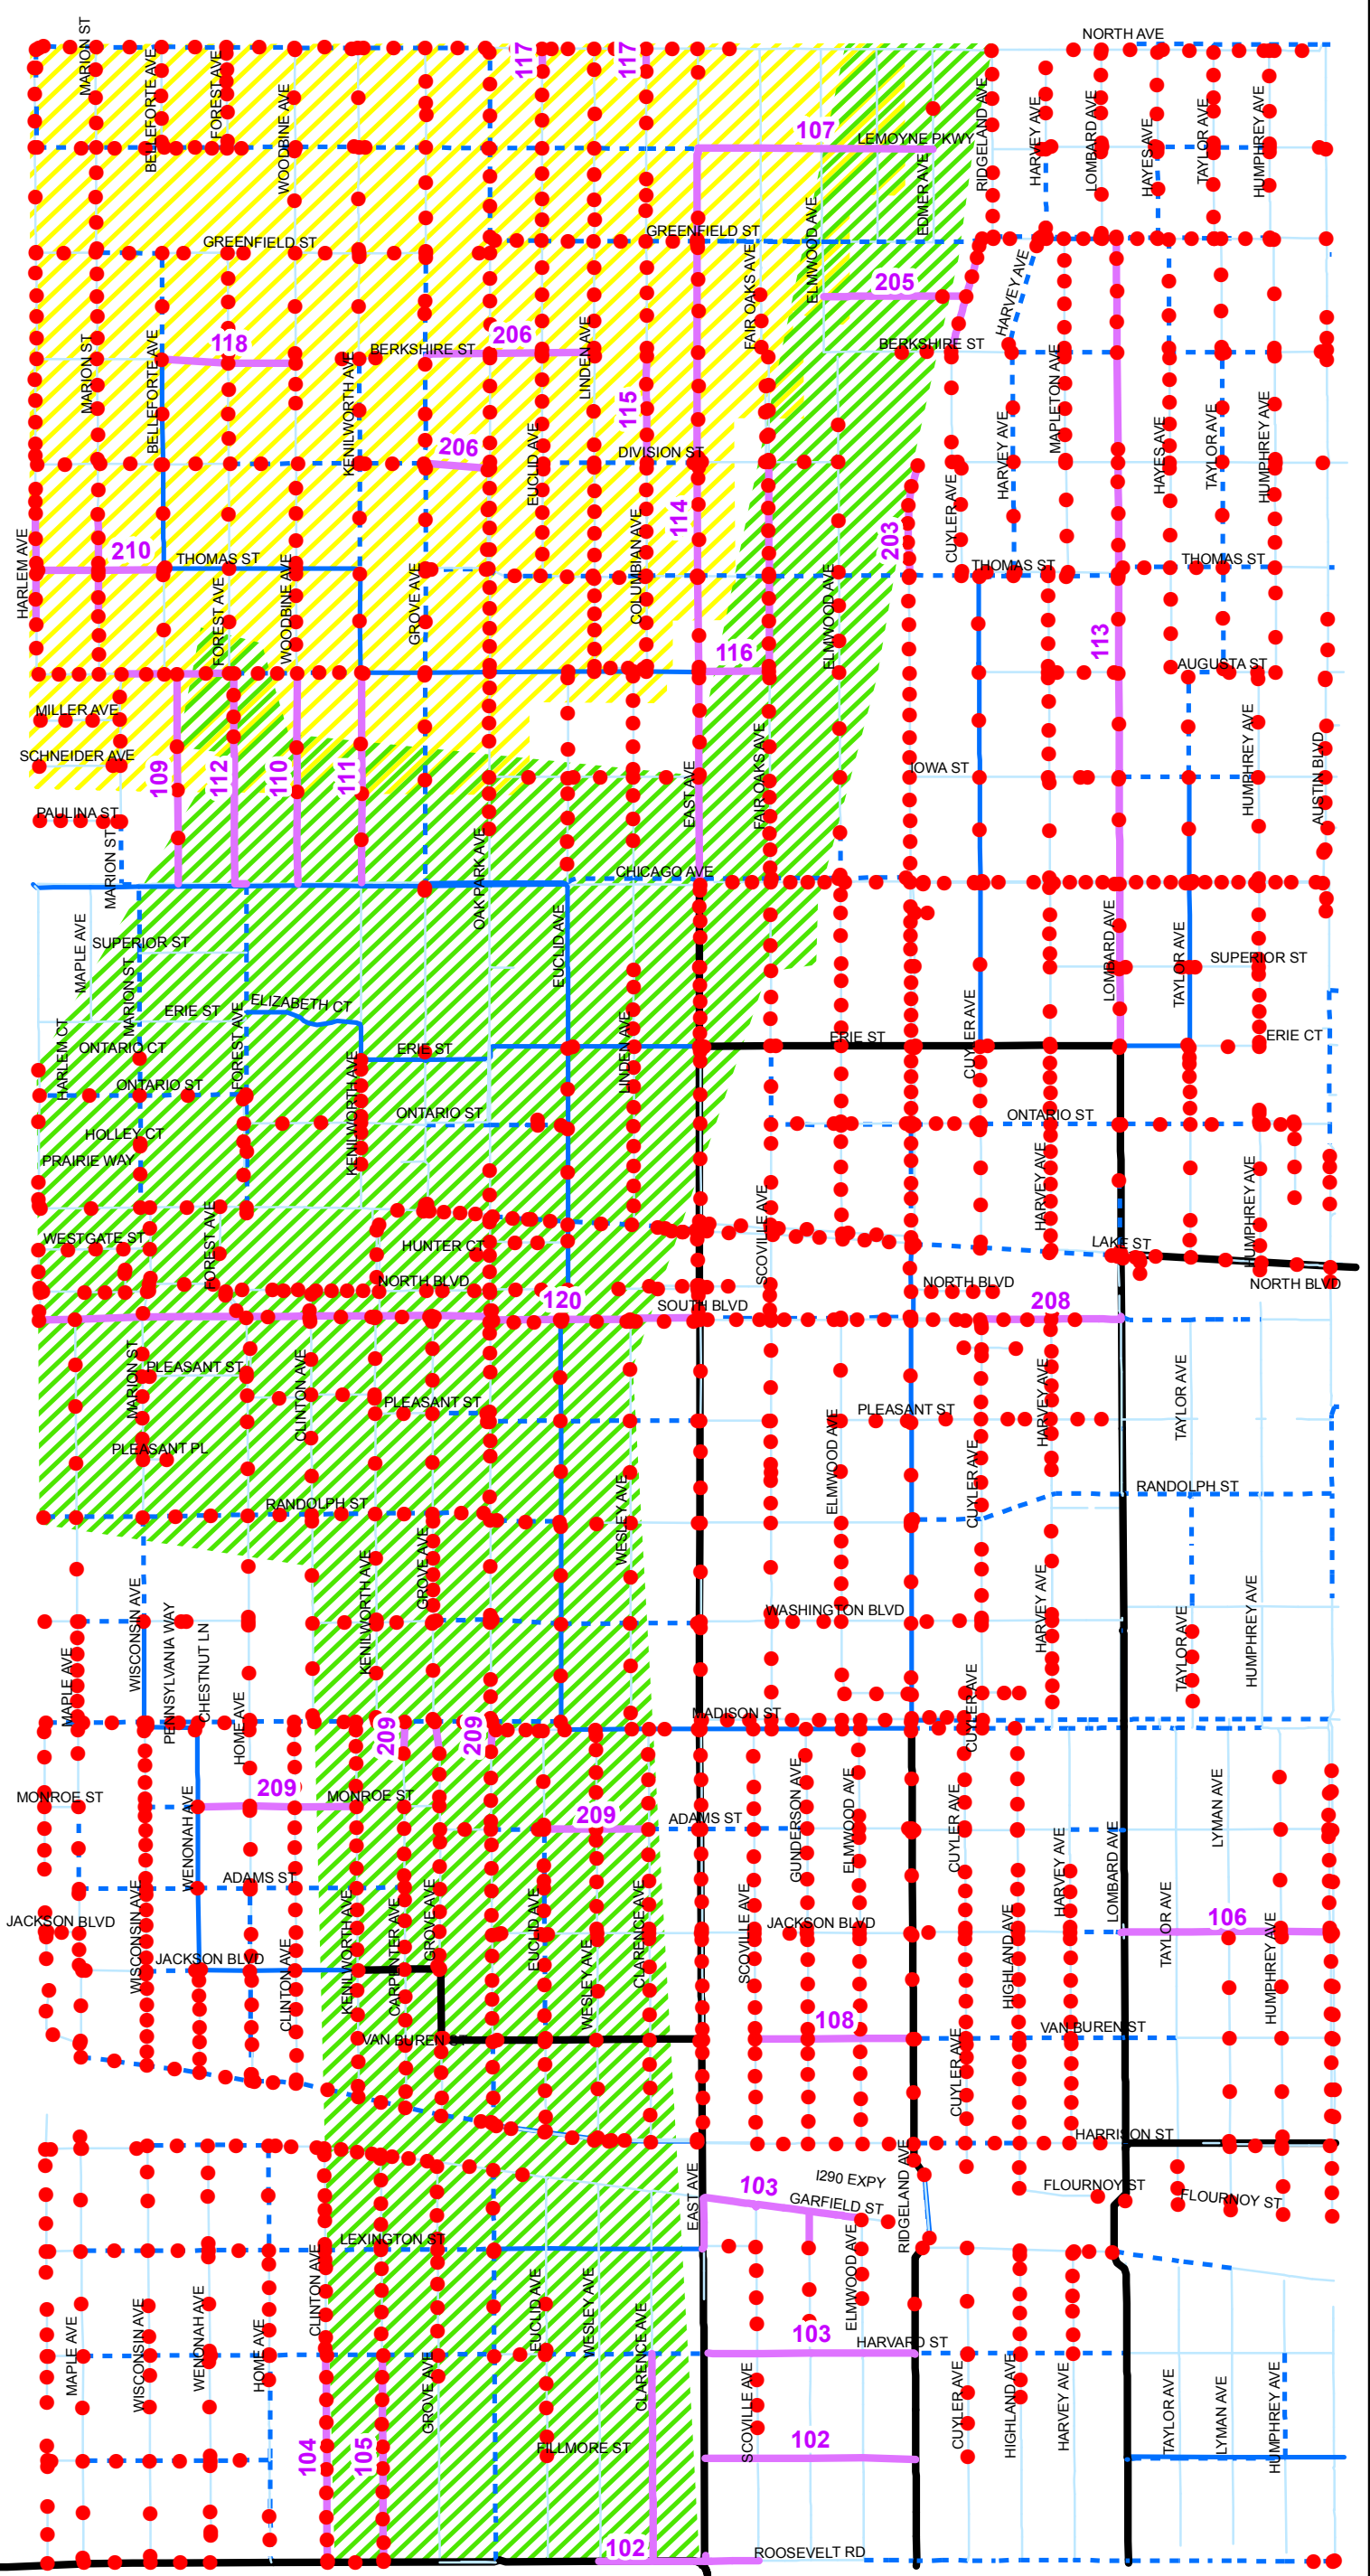 NORTH AVE
MARION ST
BELLEFORTE AVE
FOREST AVE
WOODBINE AVE
117
117
107
LEMOYNE PKWY
EDMER AVE
RIDGELAND AVE
HARVEY AVE
LOMBARD AVE
HAYES AVE
TAYLOR AVE
HUMPHREY AVE
GREENFIELD ST
GREENFIELD ST
FAIR OAKS AVE
ELMWOOD AVE
205
HARVEY AVE
MARION ST
BELLEFORTE AVE
118
KENILWORTH AVE
BERKSHIRE ST
206
LINDEN AVE
115
BERKSHIRE ST
MAPLETON AVE
HARVEY AVE
HAYES AVE
TAYLOR AVE
HUMPHREY AVE
206
EUCLID AVE
DIVISION ST
114
203
CUYLER AVE
HARLEM AVE
210
THOMAS ST
FOREST AVE
WOODBINE AVE
GROVE AVE
COLUMBIAN AVE
ELMWOOD AVE
THOMAS ST
THOMAS ST
116
113
AUGUSTA ST
MILLER AVE
SCHNEIDER AVE
109
112
110
111
PAULINA ST
MARION ST
OAK PARK AVE
EAST AVE
FAIR OAKS AVE
IOWA ST
HUMPHREY AVE
AUSTIN BLVD
CHICAGO AVE
MAPLE AVE
SUPERIOR ST
MARION ST
EUCLID AVE
LOMBARD AVE
TAYLOR AVE
SUPERIOR ST
ERIE ST
ELIZABETH CT
HARLEM CT
ONTARIO CT
FOREST AVE
ERIE ST
LINDEN AVE
ERIE ST
CUYLER AVE
ERIE CT
ONTARIO ST
ONTARIO ST
ONTARIO ST
HOLLEY CT
PRAIRIE WAY
KENILWORTH AVE
SCOVILLE AVE
HARVEY AVE
HUMPHREY AVE
WESTGATE ST
FOREST AVE
HUNTER CT
LAKE ST
NORTH BLVD
NORTH BLVD
NORTH BLVD
120
SOUTH BLVD
208
MARION ST
PLEASANT ST
CLINTON AVE
PLEASANT ST
PLEASANT ST
HARVEY AVE
TAYLOR AVE
PLEASANT PL
ELMWOOD AVE
CUYLER AVE
RANDOLPH ST
WESLEY AVE
RANDOLPH ST
WISCONSIN AVE
PENNSYLVANIA WAY
CHESTNUT LN
KENILWORTH AVE
GROVE AVE
WASHINGTON BLVD
HARVEY AVE
TAYLOR AVE
HUMPHREY AVE
MAPLE AVE
HOME AVE
209
209
MADISON ST
CUYLER AVE
MONROE ST
WENONAH AVE
209
MONROE ST
209
ADAMS ST
GUNDERSON AVE
ELMWOOD AVE
CUYLER AVE
LYMAN AVE
ADAMS ST
JACKSON BLVD
WISCONSIN AVE
JACKSON BLVD
CLINTON AVE
KENILWORTH AVE
CARPENTER AVE
GROVE AVE
EUCLID AVE
WESLEY AVE
CLARENCE AVE
SCOVILLE AVE
JACKSON BLVD
HIGHLAND AVE
HARVEY AVE
LOMBARD AVE
TAYLOR AVE
106
HUMPHREY AVE
VAN BUREN ST
108
VAN BUREN ST
CUYLER AVE
HARRISON ST
EAST AVE
103
I290 EXPY
GARFIELD ST
RIDGELAND AVE
FLOURNOY ST
FLOURNOY ST
LEXINGTON ST
CLINTON AVE
ELMWOOD AVE
MAPLE AVE
WISCONSIN AVE
WENONAH AVE
HOME AVE
GROVE AVE
EUCLID AVE
WESLEY AVE
CLARENCE AVE
103
HARVARD ST
SCOVILLE AVE
CUYLER AVE
HIGHLAND AVE
HARVEY AVE
TAYLOR AVE
LYMAN AVE
HUMPHREY AVE
104
105
FILLMORE ST
102
102
ROOSEVELT RD